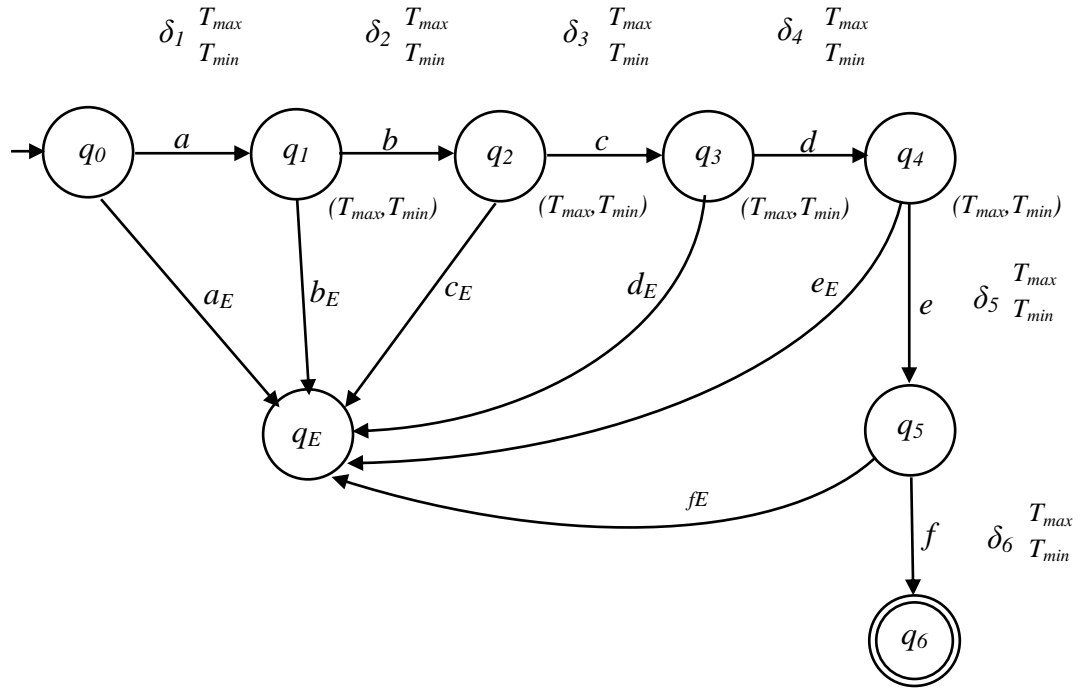 δ1 Tmax Tmin δ2 Tmax Tmin δ3 Tmax Tmin δ4 Tmax Tmin
q0 a q1 b q2 c q3 d q4
(Tmax,Tmin) (Tmax,Tmin) (Tmax,Tmin) (Tmax,Tmin)
aE bE cE dE eE e δ5 Tmax Tmin
qE q5
fE f δ6 Tmax Tmin
q6